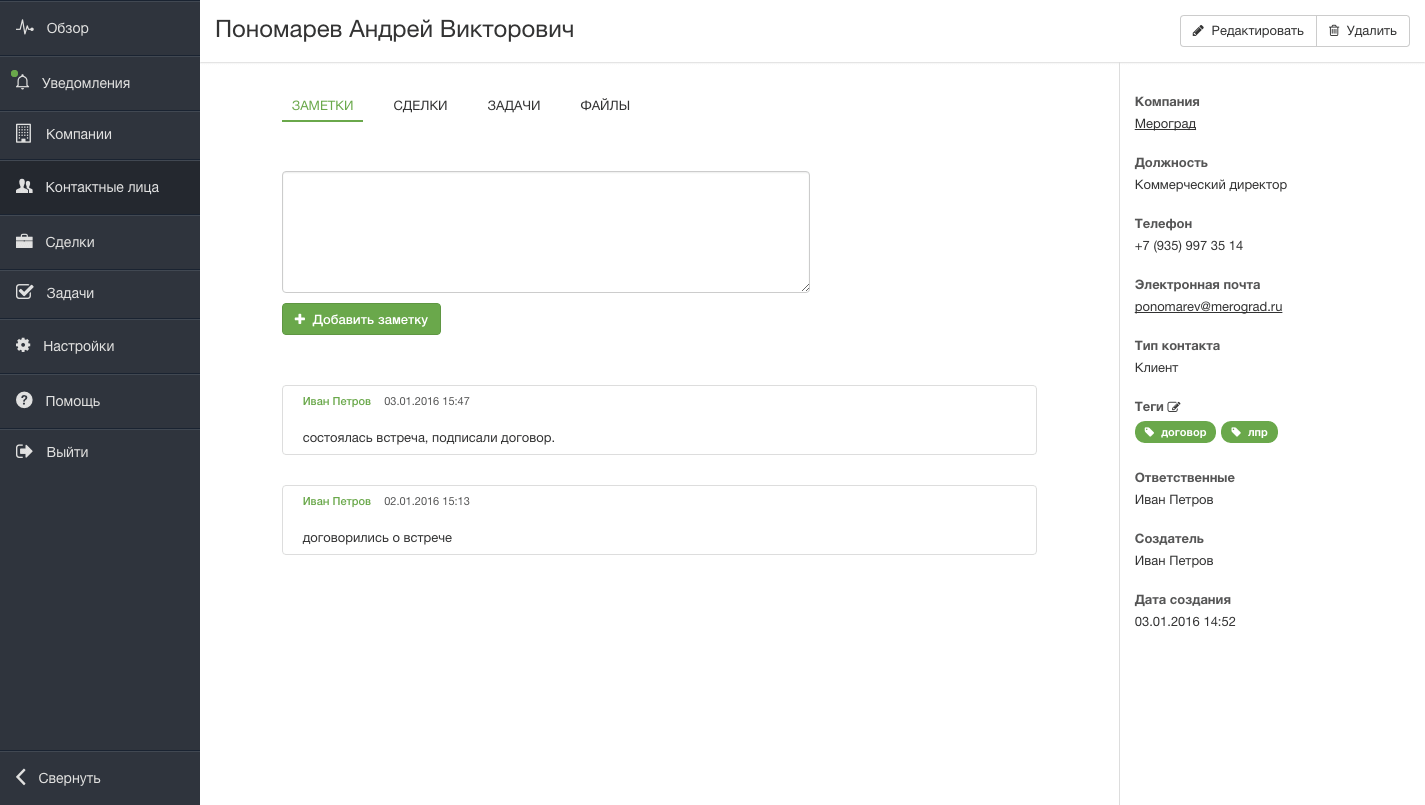 Обзор
Уведомления
Компании
Контактные лица
Сделки
Задачи
Настройки
Помощь
Выйти
Свернуть
Пономарев Андрей Викторович
Редактировать Удалить
ЗАМЕТКИ СДЕЛКИ ЗАДАЧИ ФАЙЛЫ
Добавить заметку
Иван Петров 03.01.2016 15:47
состоялась встреча, подписали договор.
Иван Петров 02.01.2016 15:13
договорились о встрече
Компания
Мероград
Должность
Коммерческий директор
Телефон
+7 (935) 997 35 14
Электронная почта
ponomarev@merograd.ru
Тип контакта
Клиент
Теги
договор лпр
Ответственные
Иван Петров
Создатель
Иван Петров
Дата создания
03.01.2016 14:52